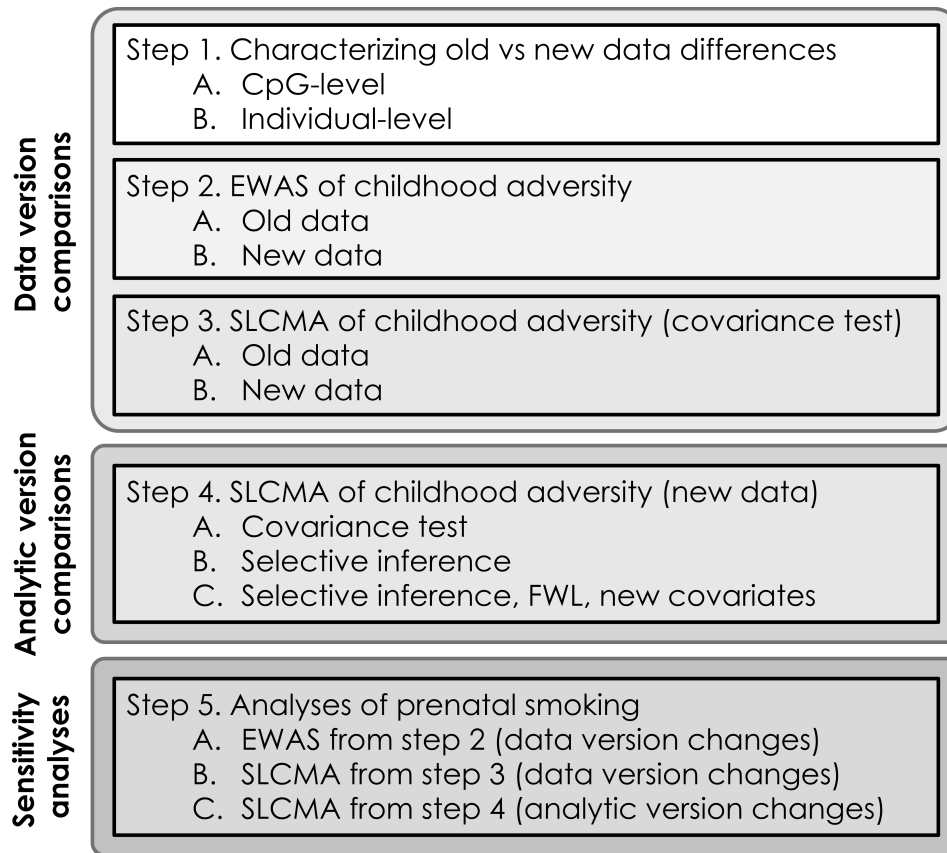 Data version
comparisons
Step 1. Characterizing old vs new data differences
A. CpG-level
B. Individual-level
Step 2. EWAS of childhood adversity
A. Old data
B. New data
Step 3. SLCMA of childhood adversity (covariance test)
A. Old data
B. New data
Analytic version
comparisons
Step 4. SLCMA of childhood adversity (new data)
A. Covariance test
B. Selective inference
C. Selective inference, FWL, new covariates
Sensitivity
analyses
Step 5. Analyses of prenatal smoking
A. EWAS from step 2 (data version changes)
B. SLCMA from step 3 (data version changes)
C. SLCMA from step 4 (analytic version changes)